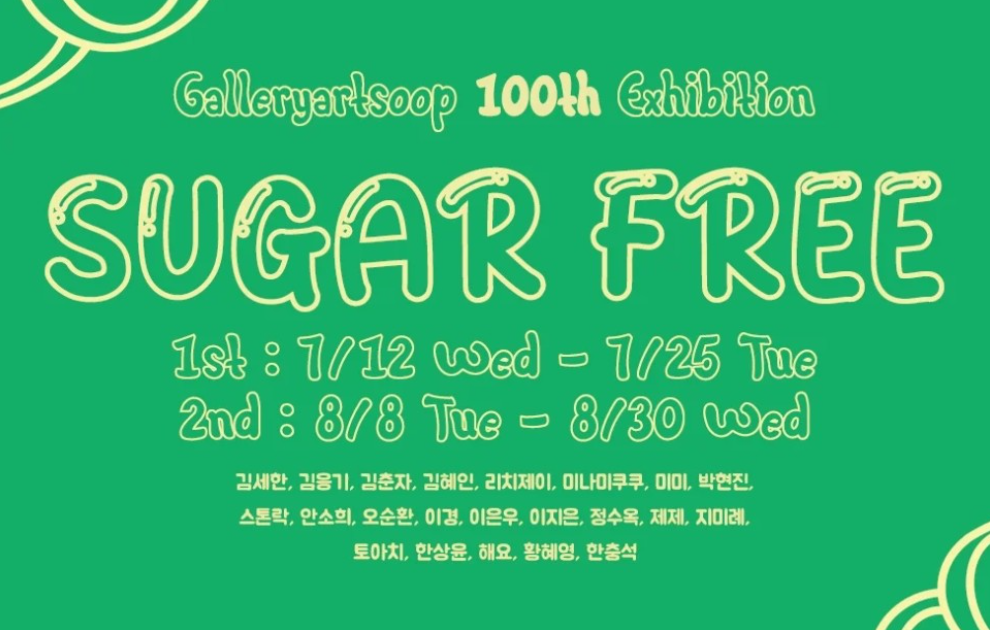 Galleryartsoop 100th Exhibition
SUGAR FREE
1st : 7/12 Wed - 7/25 Tue
2nd : 8/8 Tue - 8/30 Wed
김세한, 김응기, 김춘자, 김혜인, 리치제이, 미나미쿠쿠, 미미, 박현진,
스톤락, 안소희, 오순환, 이경, 이은우, 이지은, 정수옥, 제제, 지미례,
토아치, 한상윤, 해요, 황혜영, 한충석